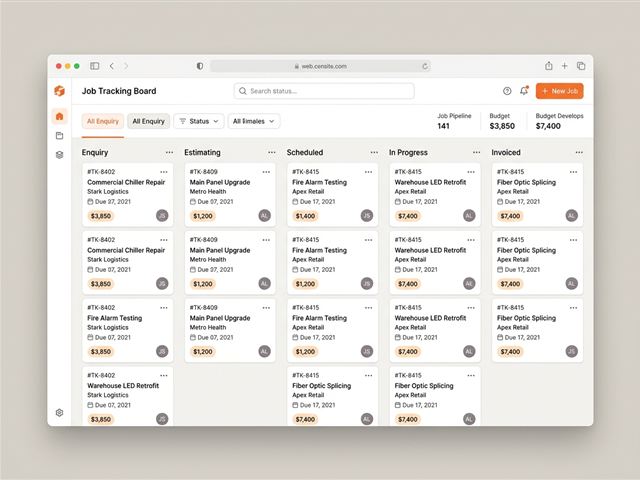 web.censite.com
Job Tracking Board
Search status...
New Job
All Enquiry
All Enquiry
Status
All limales
Job Pipeline
141
Budget
$3,850
Budget Develops
$7,400
Enquiry
#TK-8402
Commercial Chiller Repair
Stark Logistics
Due 27, 2021
$3,850
JS
#TK-8402
Commercial Chiller Repair
Stark Logistics
Due 07, 2021
$3,850
JS
#TK-8402
Fire Alarm Testing
Stark Logistics
Due 07, 2021
$3,850
JS
#TK-8402
Warehouse LED Retrofit
Stark Logistics
Due 07, 2021
$3,850
AL
Estimating
#TK-8409
Main Panel Upgrade
Metro Health
Due 17, 2021
$1,200
AL
#TK-8409
Main Panel Upgrade
Metro Health
Due 07, 2021
$1,200
AL
#TK-8409
Main Panel Upgrade
Metro Health
Due 07, 2021
$1,200
AL
Scheduled
#TK-8415
Fire Alarm Testing
Apex Retail
Due 17, 2021
$1,400
JS
#TK-8415
Fire Alarm Testing
Apex Retail
Due 17, 2021
$1,200
JS
#TK-8415
Fire Alarm Testing
Apex Retail
Due 17, 2021
$1,200
JS
#TK-8415
Fiber Optic Splicing
Apex Retail
Due 17, 2021
$7,400
AL
In Progress
#TK-8415
Warehouse LED Retrofit
Apex Retail
Due 17, 2021
$7,400
AL
#TK-8415
Warehouse LED Retrofit
Apex Retail
Due 17, 2021
$7,400
AE
#TK-8415
Warehouse LED Retrofit
Apex Retail
Due 17, 2021
$7,400
AL
#TK-8415
Fiber Optic Splicing
Apex Retail
Due 17, 2021
$7,400
AL
Invoiced
#TK-8415
Fiber Optic Splicing
Apex Retail
Due 17, 2021
$7,400
AL
#TK-8415
Fiber Optic Splicing
Apex Retail
Due 17, 2021
$7,400
AL
#TK-8415
Fiber Optic Splicing
Apex Retail
Due 17, 2021
$7,400
JS